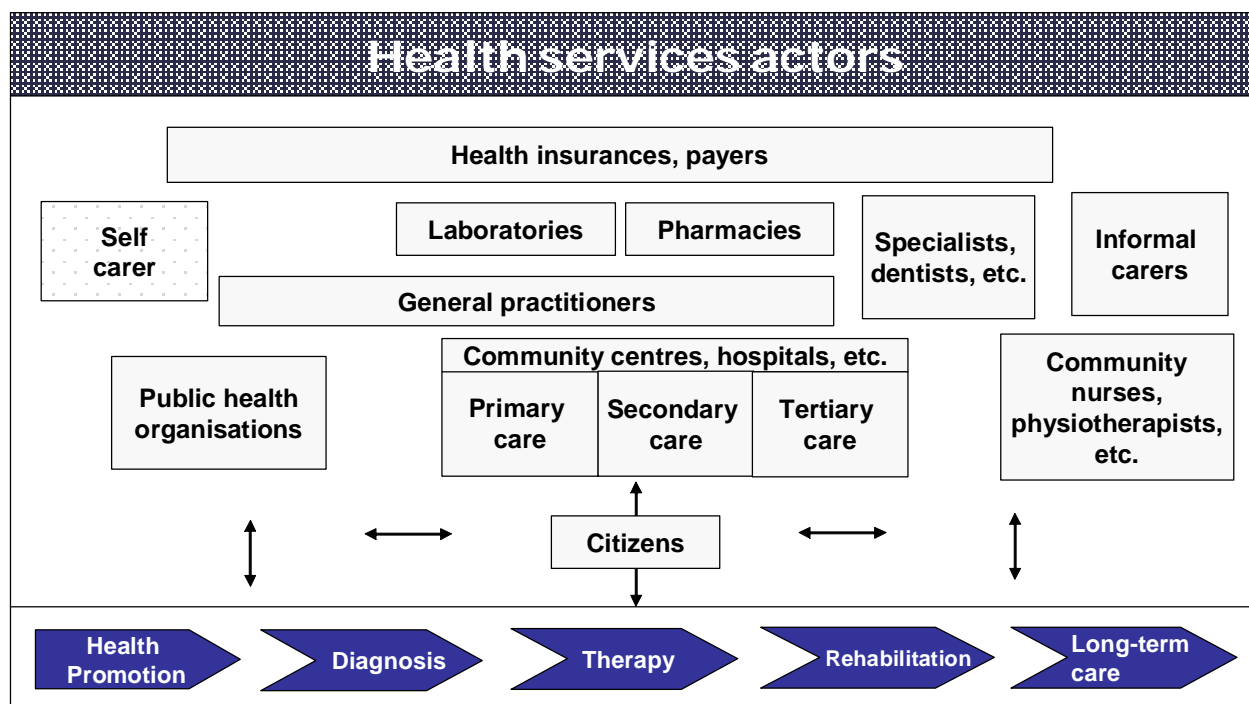 Health services actors
Health insurances, payers
Self
carer
Laboratories
Pharmacies
Specialists,
dentists, etc.
Informal
carers
General practitioners
Public health
organisations
Community centres, hospitals, etc.
Primary
care
Secondary
care
Tertiary
care
Community
nurses,
physiotherapists,
etc.
Citizens
Health
Promotion
Diagnosis
Therapy
Rehabilitation
Long-term
care